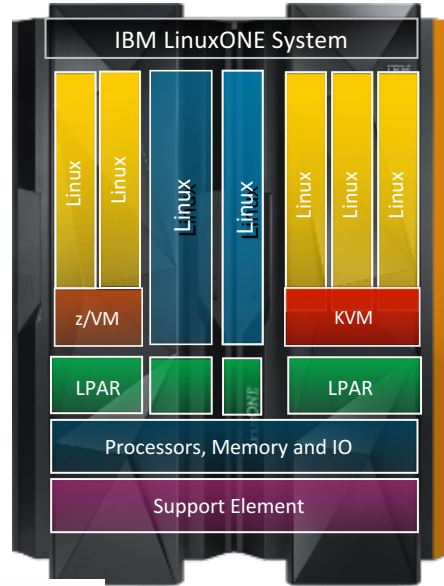 IBM LinuxONE System
IBM
Linux
Linux
Linux
Linux
Linux
Linux
Linux
z/VM
KVM
LPAR
LPAR
Processors, Memory and IO
Support Element